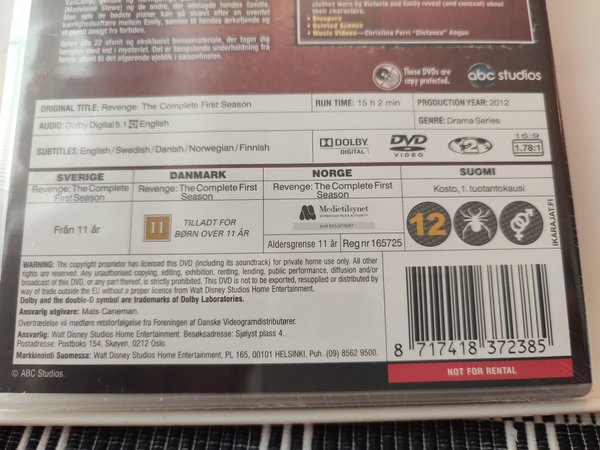 (Madeleine Stowe) og andre, der ødelagde hendes familie.
Men selv de bedste planer kan gå skævt efter et uventet
kærlighedsaffære mellem Emily, sønnen til hendes ærkefjende og et
ungt angst fra fortiden.
Oplev alle 22 afsnit og eksklusivt bonusmateriale, der tager dig
længere med ind i mysteriet. Det er fængslende underholdning fra
første afsnit til det afgørende øjeblik i sæsonfinalen.
clothes worn by Victoria and Emily reveal (and conceal) about
their characters.
• Bloopers
• Deleted Scenes
• Music Videos – Christina Perri "Distance" Angus
These DVDs are
copy protected.
abc studios
ORIGINAL TITLE: Revenge: The Complete First Season
RUN TIME: 15 h 2 min
PRODUCTION YEAR: 2012
AUDIO: Dolby Digital 5.1 English
GENRE: Drama Series
SUBTITLES: English/Swedish/Danish/Norwegian/Finnish
DOLBY
DIGITAL
DVD
VIDEO
2
16:9
1.78:1
SVERIGE
Revenge: The Complete
First Season
Från 11 år
DANMARK
Revenge: The Complete First
Season
11
TILLADT FOR
BØRN OVER 11 ÅR
NORGE
Revenge: The Complete First
Season
Medietilsynet
NORWEGIAN MEDIA AUTHORITY
KUN REGISTRERT
Aldersgrense 11 år
Reg nr 165725
SUOMI
Kosto, 1. tuotantokausi
12
IKARAJAT.FI
WARNING: The copyright proprietor has licensed this DVD (including its soundtrack) for private home use only. All other
rights are reserved. Any unauthorised copying, editing, exhibition, renting, lending, public performance, diffusion and/or
broadcast of this DVD, or any part thereof, is strictly prohibited. This DVD is not to be exported, resupplied or distributed by
way of trade outside the EU without a proper licence from Walt Disney Studios Home Entertainment.
Dolby and the double-D symbol are trademarks of Dolby Laboratories.
Ansvarig utgivare: Mats Caneman.
Overtrædelse vil medføre retsforfølgelse fra Foreningen af Danske Videogramdistributører.
Ansvarlig: Walt Disney Studios Home Entertainment. Besøksadresse: Sjølyst plass 4.
Postadresse: Postboks 154, Skøyen, 0212 Oslo.
Markkinointi Suomessa: Walt Disney Studios Home Entertainment, PL 165, 00101 HELSINKI, Puh. (09) 8562 9500.
8 717418 372385
NOT FOR RENTAL
© ABC Studios.